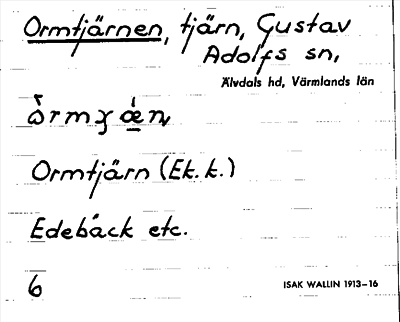 Ormtjärnen, tjärn, Gustav
Adolfs sn,
Älvdals hd, Värmlands län
Ormtjärn (Ek. k.)
Edebäck etc.
6
ISAK WALLIN 1913–16